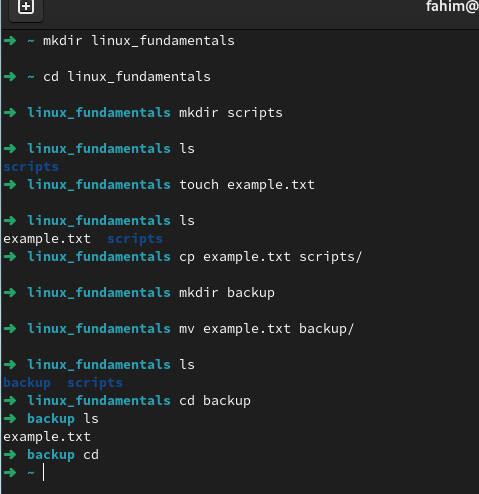 fahim@
➜ ~ mkdir linux_fundamentals
➜ ~ cd linux_fundamentals
➜ linux_fundamentals mkdir scripts
➜ linux_fundamentals ls
scripts
➜ linux_fundamentals touch example.txt
➜ linux_fundamentals ls
example.txt  scripts
➜ linux_fundamentals cp example.txt scripts/
➜ linux_fundamentals mkdir backup
➜ linux_fundamentals mv example.txt backup/
➜ linux_fundamentals ls
backup  scripts
➜ linux_fundamentals cd backup
➜ backup ls
example.txt
➜ backup cd
➜ ~